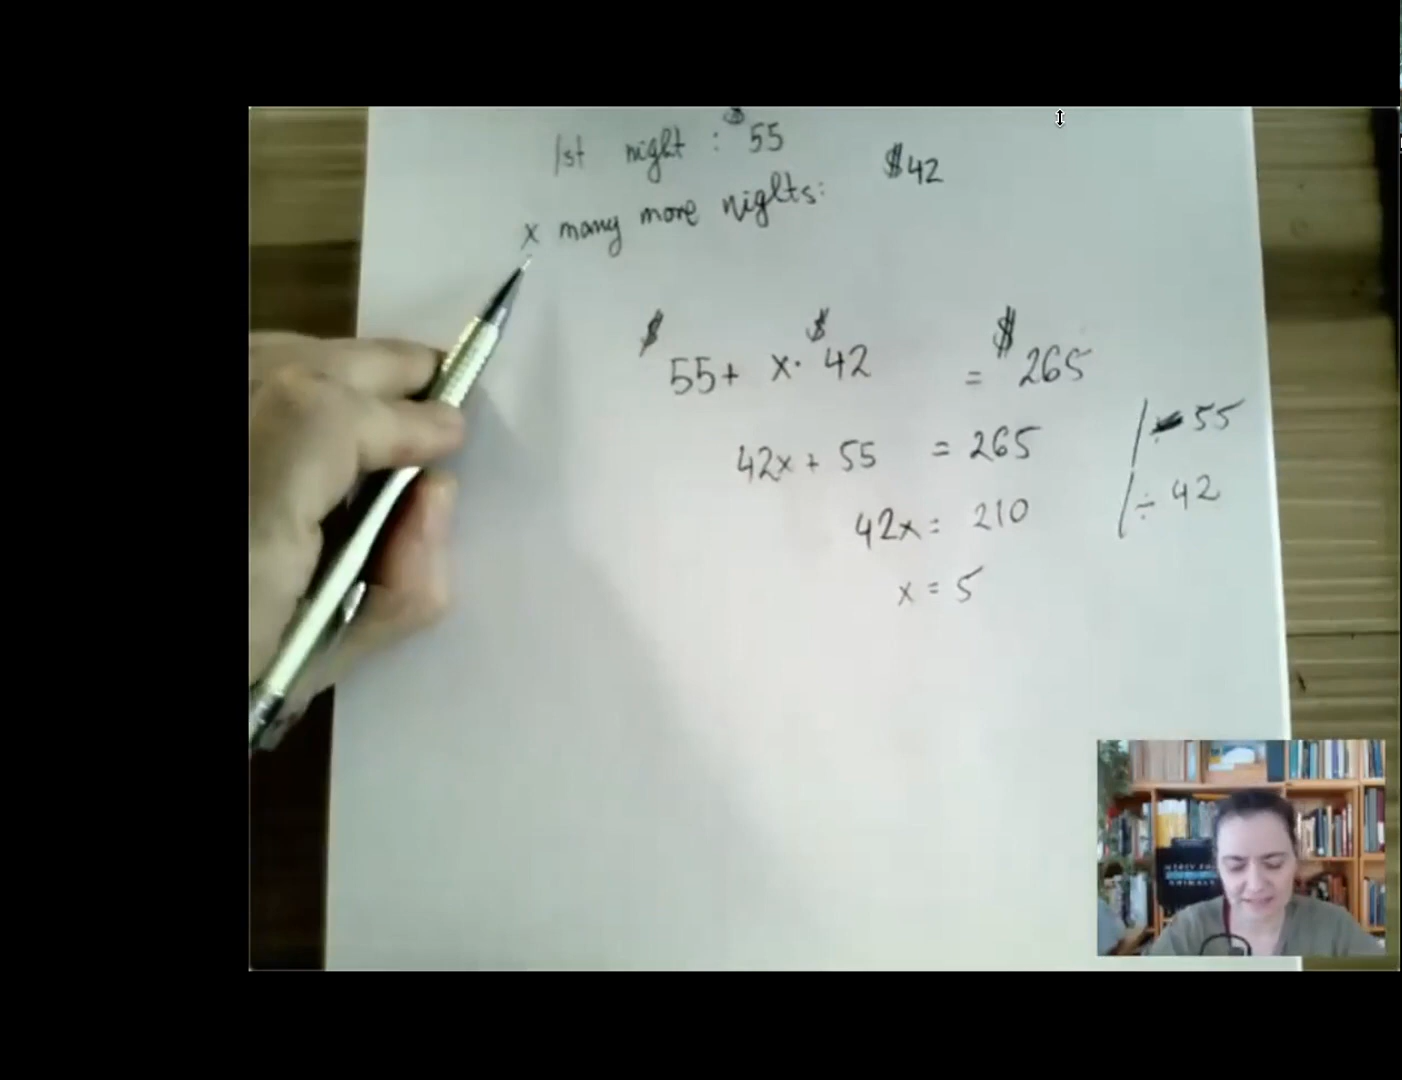 1st night : $55
x many more nights: $42
$55 + x · $42 = $265
42x + 55 = 265 / - 55
42x = 210 / ÷ 42
x = 5